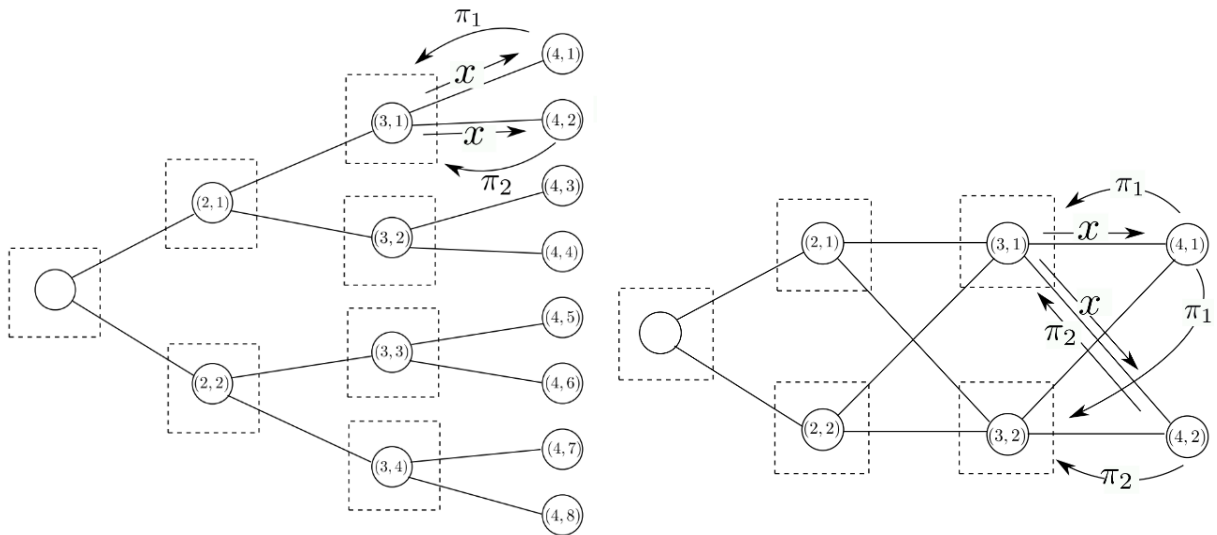 π₁
(4, 1)
x
(3, 1)
(4, 2)
x
π₂
(4, 3)
(2, 1)
(3, 2)
(4, 4)
(4, 5)
(3, 3)
(2, 2)
(4, 6)
(4, 7)
(3, 4)
(4, 8)
π₁
(2, 1)
(3, 1)
x
(4, 1)
x
π₁
π₂
(2, 2)
(3, 2)
(4, 2)
π₂